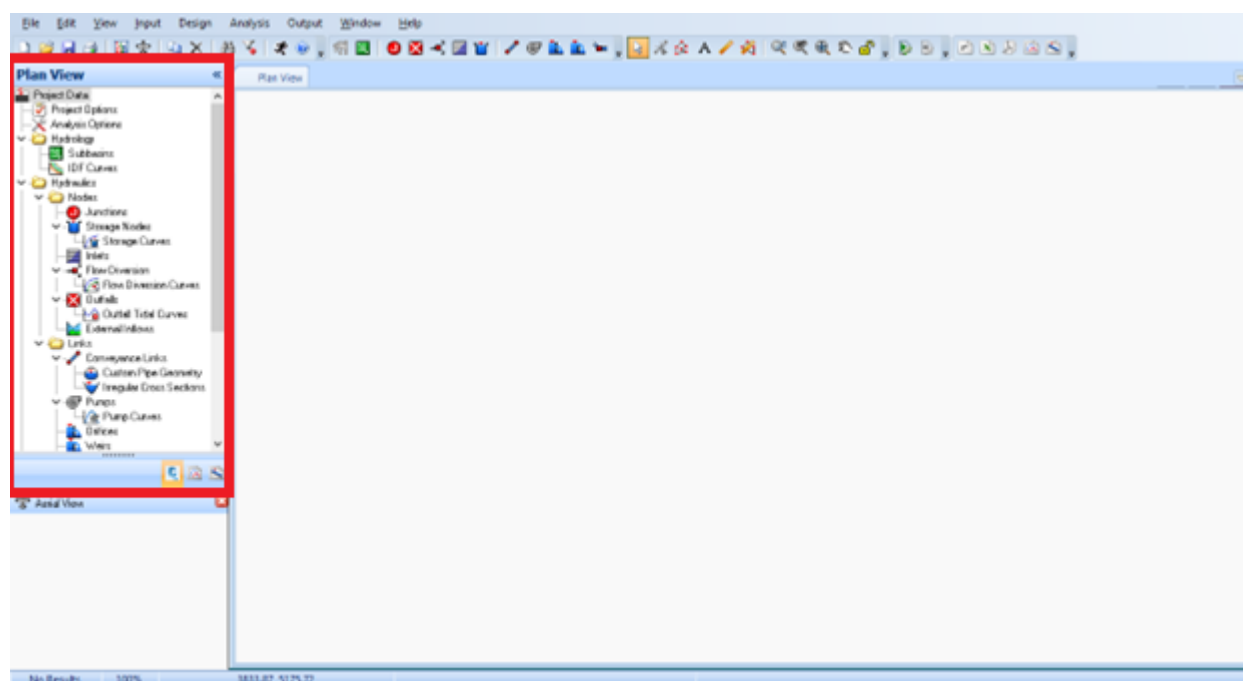 File Edit View Input Design Analysis Output Window Help
Plan View
Plan View
Project Data
Project Options
Analysis Options
Hydrology
Subbasins
IDF Curves
Hydraulics
Nodes
Junctions
Storage Nodes
Storage Curves
Inlets
Flow Diversion
Flow Diversion Curves
Outfalls
Outfall Tidal Curves
External Inflows
Links
Conveyance Links
Custom Pipe Geometry
Irregular Cross Sections
Pumps
Pump Curves
Orifices
Weirs
Aerial View
No Results 100%